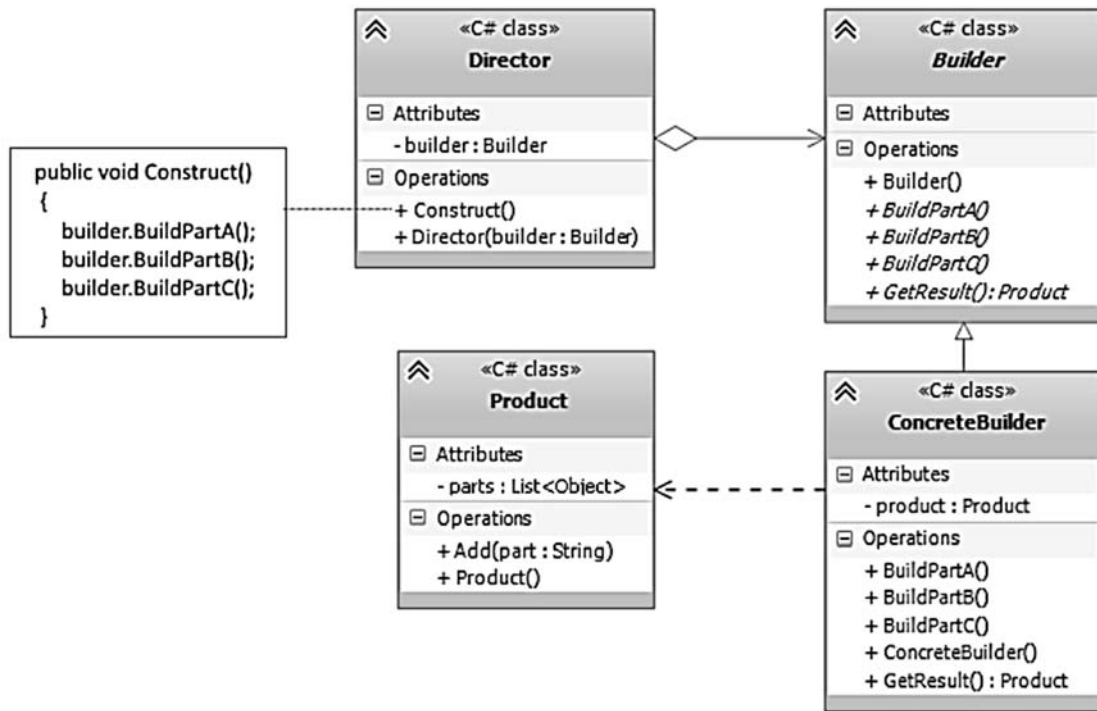 «C# class»
Director
Attributes
- builder : Builder
Operations
+ Construct()
+ Director(builder : Builder)
«C# class»
Builder
Attributes
Operations
+ Builder()
+ BuildPartA()
+ BuildPartB()
+ BuildPartC()
+ GetResult() : Product
public void Construct()
{
builder.BuildPartA();
builder.BuildPartB();
builder.BuildPartC();
}
«C# class»
Product
Attributes
- parts : List<Object>
Operations
+ Add(part : String)
+ Product()
«C# class»
ConcreteBuilder
Attributes
- product : Product
Operations
+ BuildPartA()
+ BuildPartB()
+ BuildPartC()
+ ConcreteBuilder()
+ GetResult() : Product